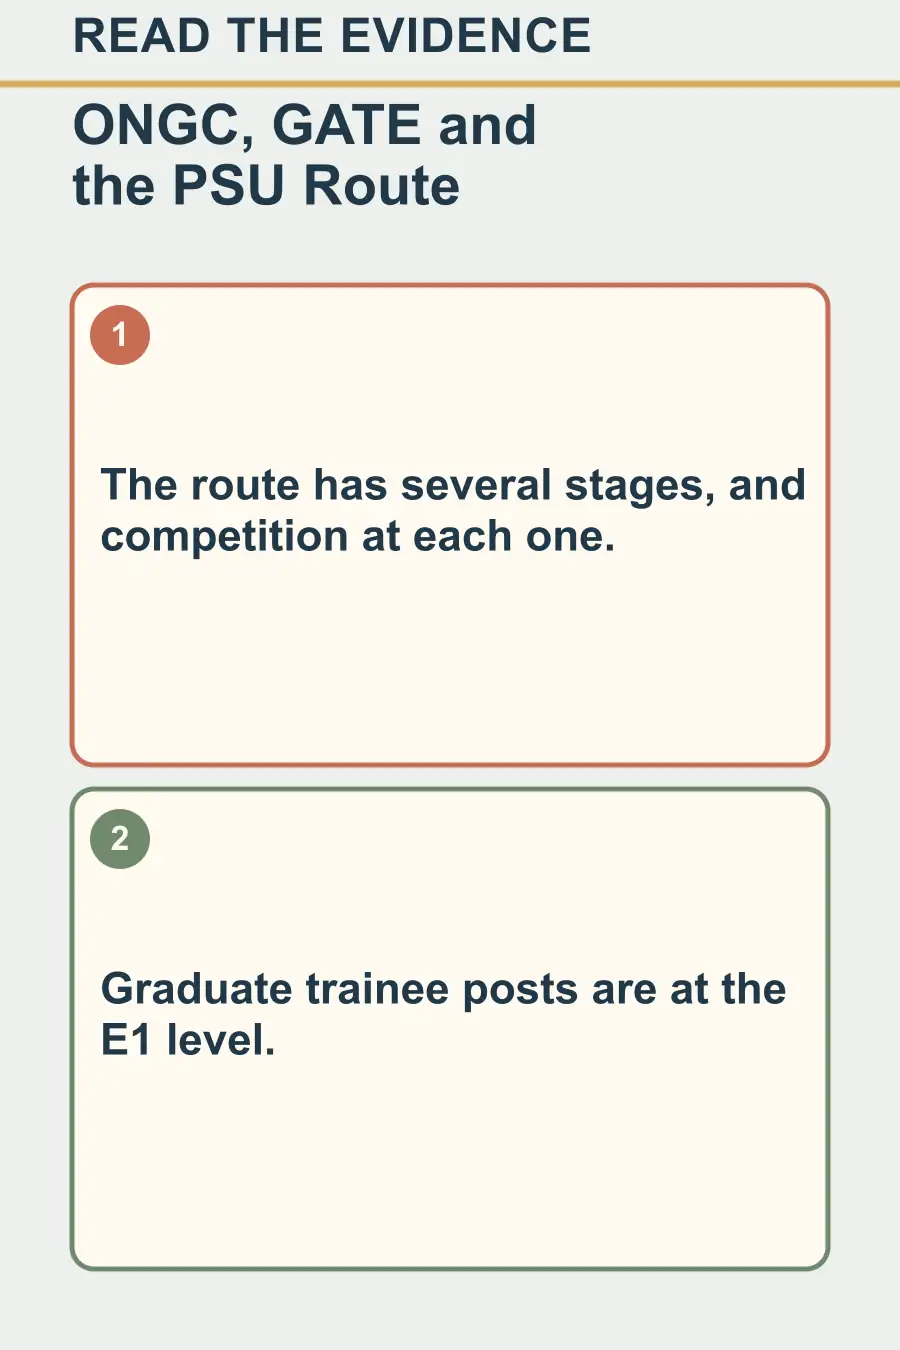 READ THE EVIDENCE
ONGC, GATE and
the PSU Route
1
The route has several stages, and
competition at each one.
2
Graduate trainee posts are at the
E1 level.